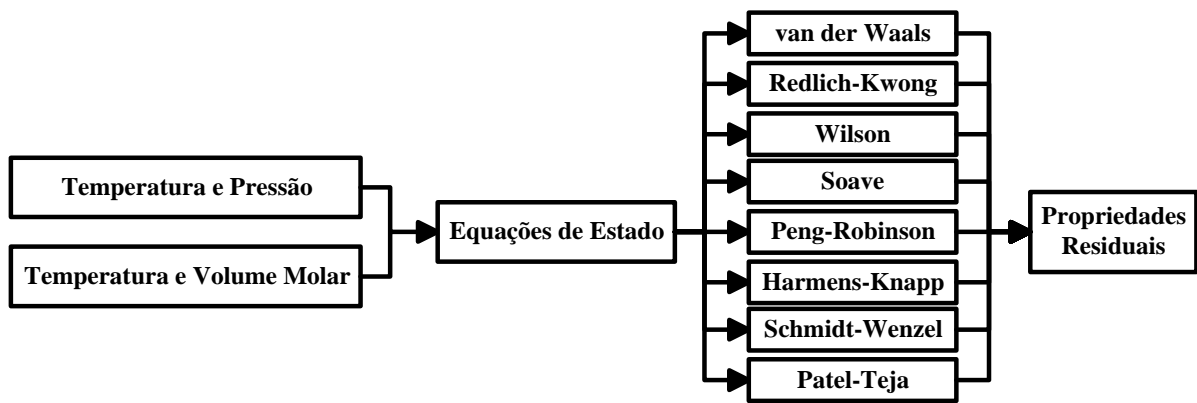 Temperatura e Pressão
Temperatura e Volume Molar
Equações de Estado
van der Waals
Redlich-Kwong
Wilson
Soave
Peng-Robinson
Harmens-Knapp
Schmidt-Wenzel
Patel-Teja
Propriedades
Residuais